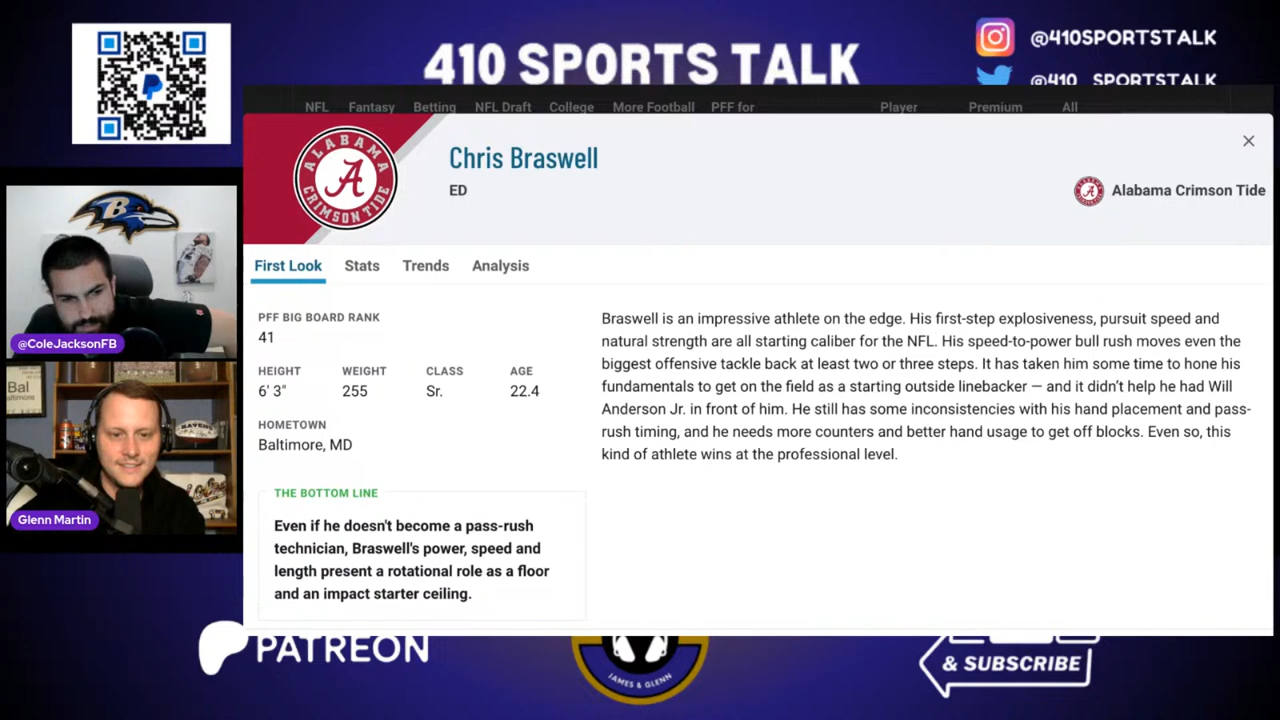 410 SPORTS TALK
@410SPORTSTALK
@410_SPORTSTALK
NFL Fantasy Betting NFL Draft College More Football PFF for Player Premium All
ALABAMA
A
CRIMSON TIDE
Chris Braswell
ED
Alabama Crimson Tide
First Look Stats Trends Analysis
PFF BIG BOARD RANK
41
HEIGHT WEIGHT CLASS AGE
6' 3" 255 Sr. 22.4
HOMETOWN
Baltimore, MD
THE BOTTOM LINE
Even if he doesn't become a pass-rush
technician, Braswell's power, speed and
length present a rotational role as a floor
and an impact starter ceiling.
Braswell is an impressive athlete on the edge. His first-step explosiveness, pursuit speed and
natural strength are all starting caliber for the NFL. His speed-to-power bull rush moves even the
biggest offensive tackle back at least two or three steps. It has taken him some time to hone his
fundamentals to get on the field as a starting outside linebacker — and it didn't help he had Will
Anderson Jr. in front of him. He still has some inconsistencies with his hand placement and pass-
rush timing, and he needs more counters and better hand usage to get off blocks. Even so, this
kind of athlete wins at the professional level.
B
@ColeJacksonFB
Bal
altimore
RAVENS
Glenn Martin
PATREON
JAMES & GLENN
& SUBSCRIBE